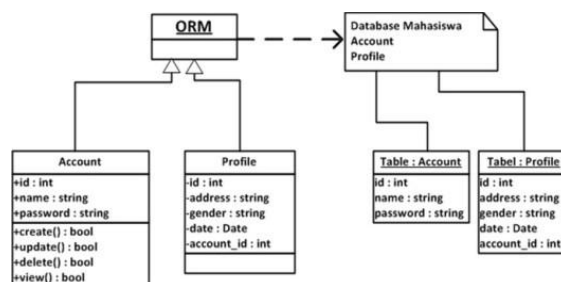 ORM
Database Mahasiswa
Account
Profile
Account
+id : int
+name : string
+password : string
+create() : bool
+update() : bool
+delete() : bool
+view() : bool
Profile
-id : int
-address : string
-gender : string
-date : Date
-account_id : int
Table : Account
id : int
name : string
password : string
Tabel : Profile
id : int
address : string
gender : string
date : Date
account_id : int